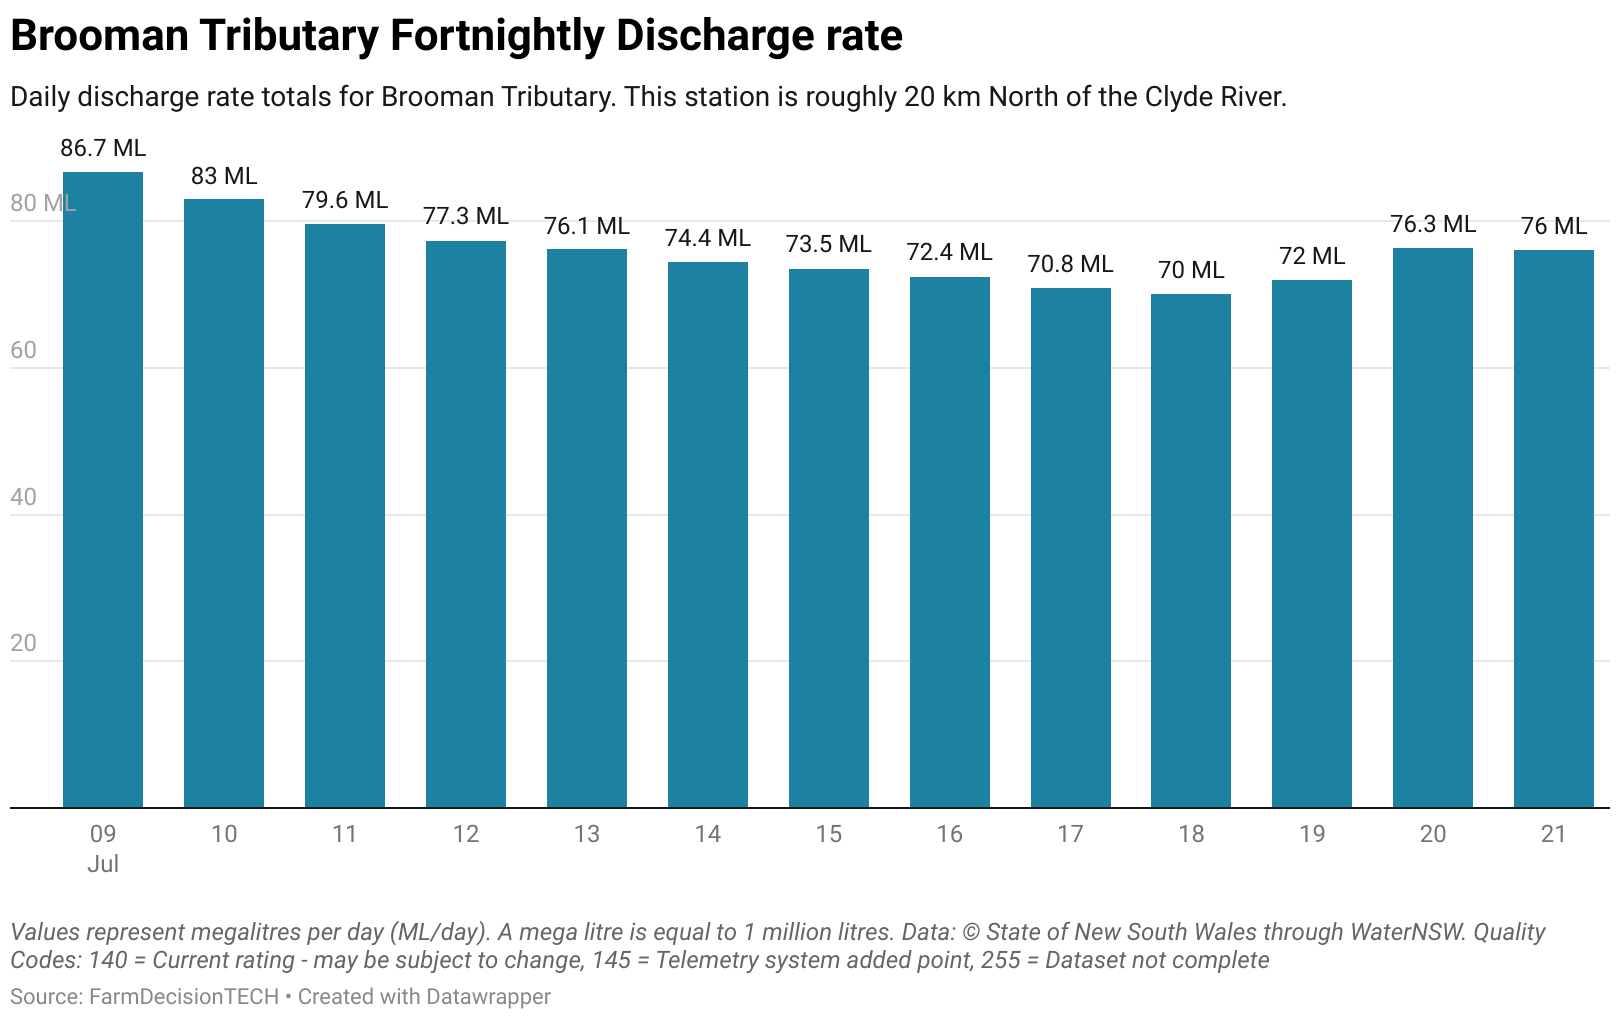 Brooman Tributary Fortnightly Discharge rate
Daily discharge rate totals for Brooman Tributary. This station is roughly 20 km North of the Clyde River.
86.7 ML
83 ML
79.6 ML
77.3 ML
76.1 ML
74.4 ML
73.5 ML
72.4 ML
70.8 ML
70 ML
72 ML
76.3 ML
76 ML
80 ML
60
40
20
09 10 11 12 13 14 15 16 17 18 19 20 21
Jul
Values represent megalitres per day (ML/day). A mega litre is equal to 1 million litres. Data: © State of New South Wales through WaterNSW. Quality
Codes: 140 = Current rating - may be subject to change, 145 = Telemetry system added point, 255 = Dataset not complete
Source: FarmDecisionTECH • Created with Datawrapper